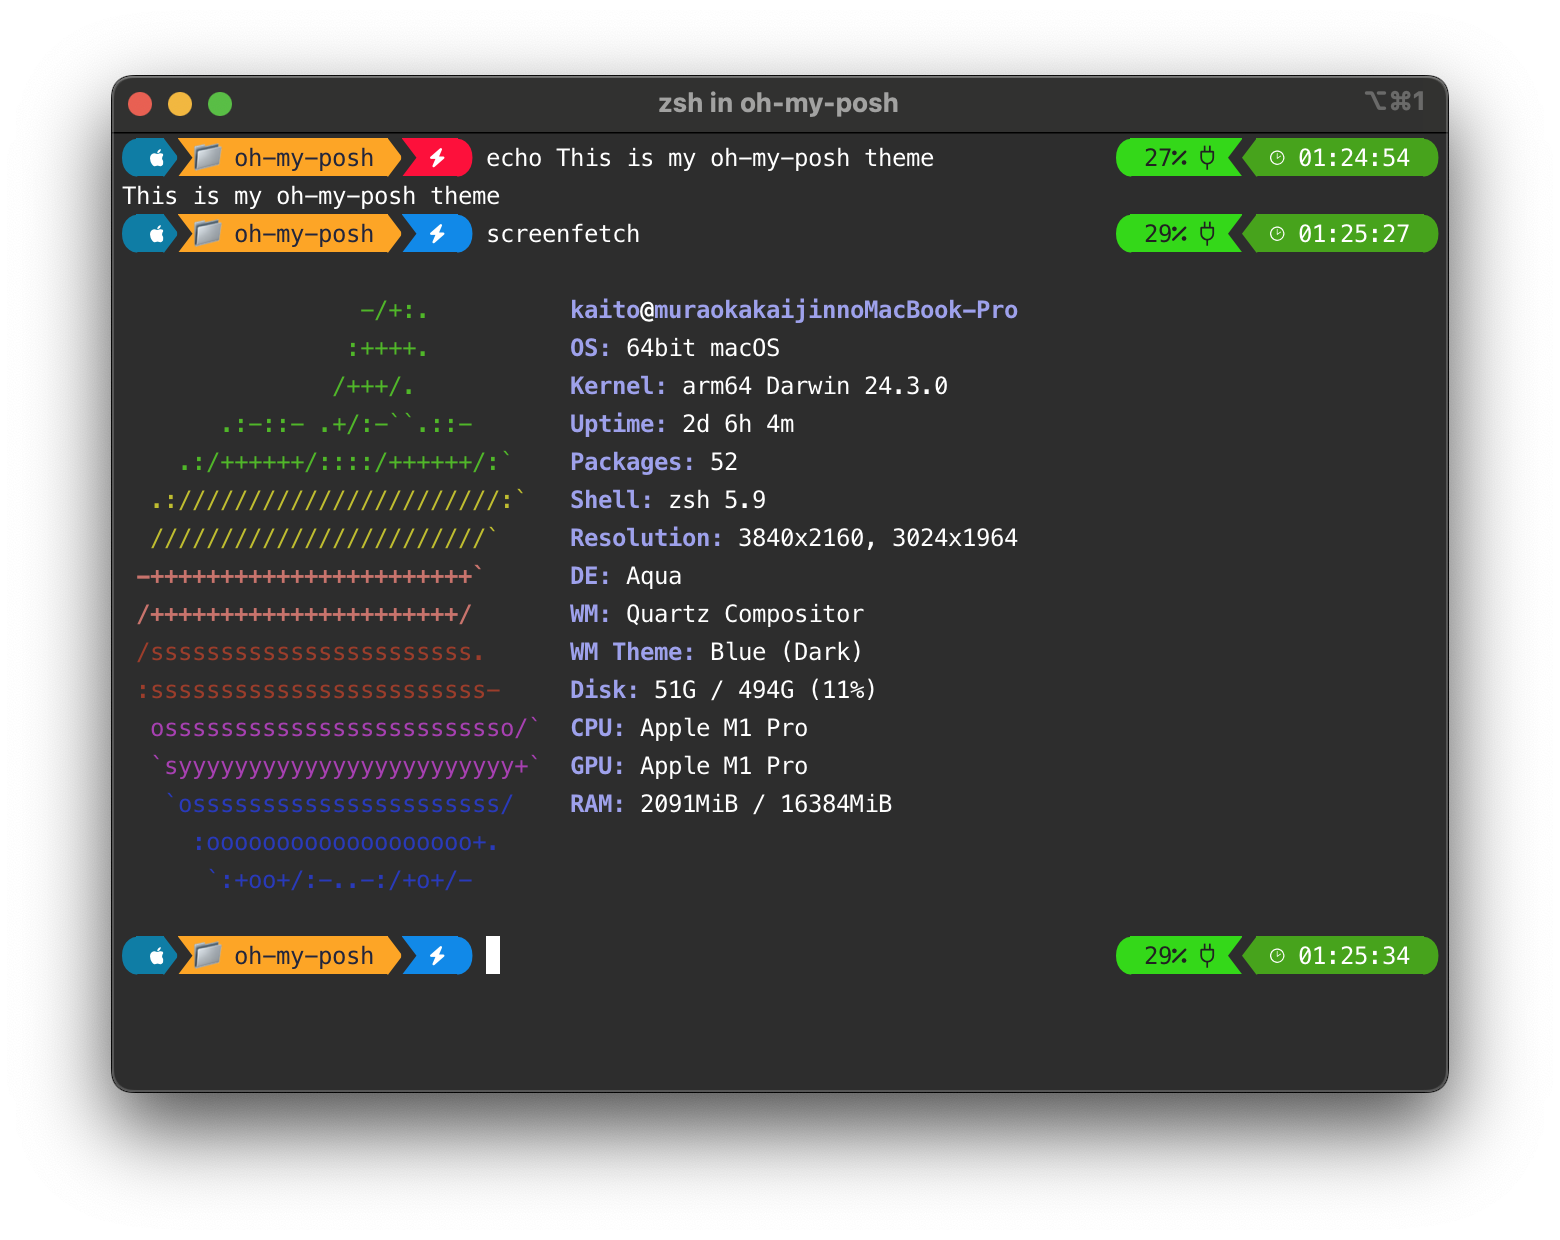 zsh in oh-my-posh ⌥⌘1
oh-my-posh echo This is my oh-my-posh theme 27% 01:24:54
This is my oh-my-posh theme
oh-my-posh screenfetch 29% 01:25:27
-/+:. kaito@muraokakaijinnoMacBook-Pro
:++++. OS: 64bit macOS
/+++/. Kernel: arm64 Darwin 24.3.0
.:-::- .+/:-``.::- Uptime: 2d 6h 4m
.:/++++++/::::/++++++/:` Packages: 52
.:///////////////////////:` Shell: zsh 5.9
////////////////////////` Resolution: 3840x2160, 3024x1964
-+++++++++++++++++++++++` DE: Aqua
/++++++++++++++++++++++/ WM: Quartz Compositor
/sssssssssssssssssssssss. WM Theme: Blue (Dark)
:ssssssssssssssssssssssss- Disk: 51G / 494G (11%)
osssssssssssssssssssssssso/` CPU: Apple M1 Pro
`syyyyyyyyyyyyyyyyyyyyyyyy+` GPU: Apple M1 Pro
`ossssssssssssssssssssss/ RAM: 2091MiB / 16384MiB
:ooooooooooooooooooo+.
`:+oo+/:-..-:/+o+/-
oh-my-posh 29% 01:25:34